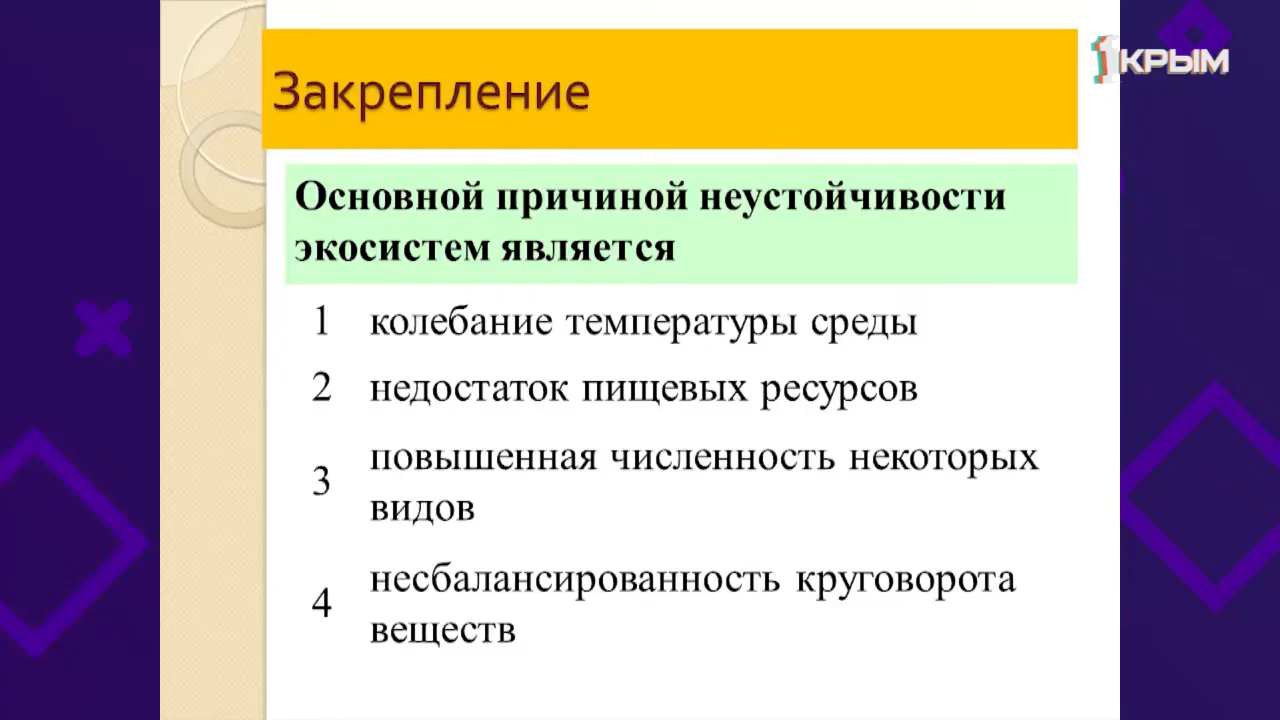 Закрепление
1КРЫМ
Основной причиной неустойчивости
экосистем является
1 колебание температуры среды
2 недостаток пищевых ресурсов
3 повышенная численность некоторых
видов
4 несбалансированность круговорота
веществ